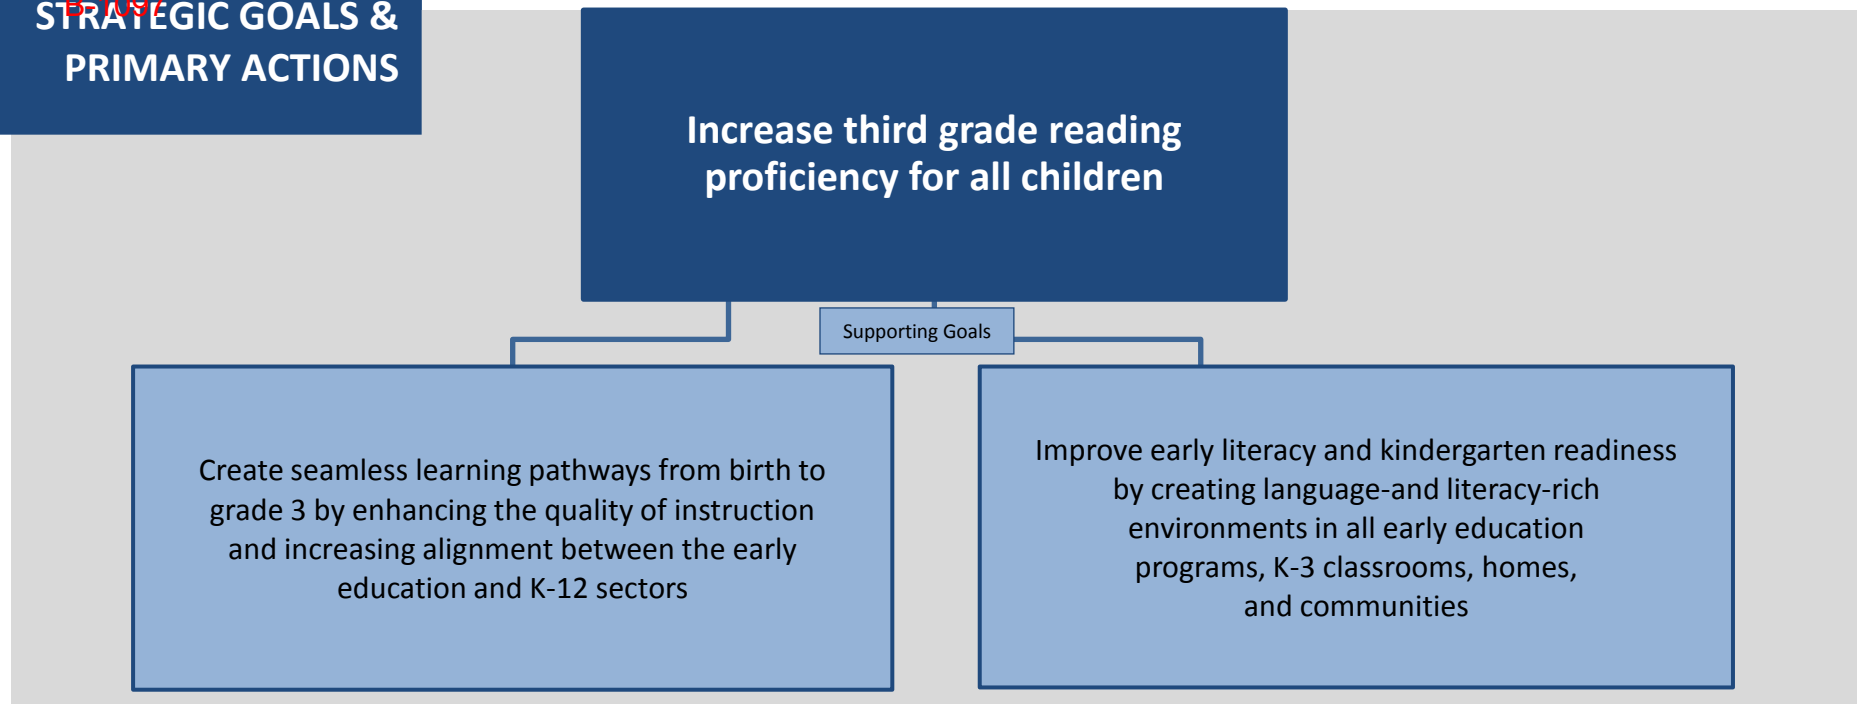 B-1097
STRATEGIC GOALS &
PRIMARY ACTIONS
Increase third grade reading
proficiency for all children
Supporting Goals
Create seamless learning pathways from birth to
grade 3 by enhancing the quality of instruction
and increasing alignment between the early
education and K-12 sectors
Improve early literacy and kindergarten readiness
by creating language-and literacy-rich
environments in all early education
programs, K-3 classrooms, homes,
and communities